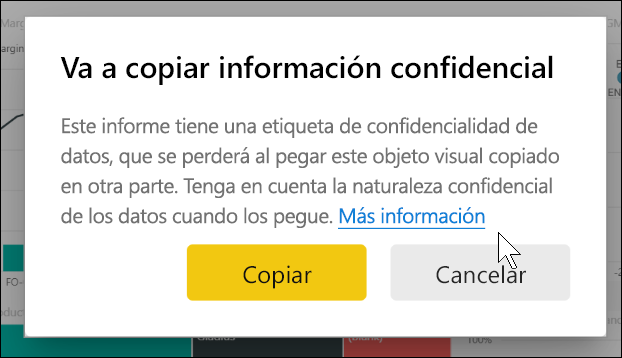 Va a copiar información confidencial
Este informe tiene una etiqueta de confidencialidad de
datos, que se perderá al pegar este objeto visual copiado
en otra parte. Tenga en cuenta la naturaleza confidencial
de los datos cuando los pegue. Más información
Copiar
Cancelar
FO-
100%